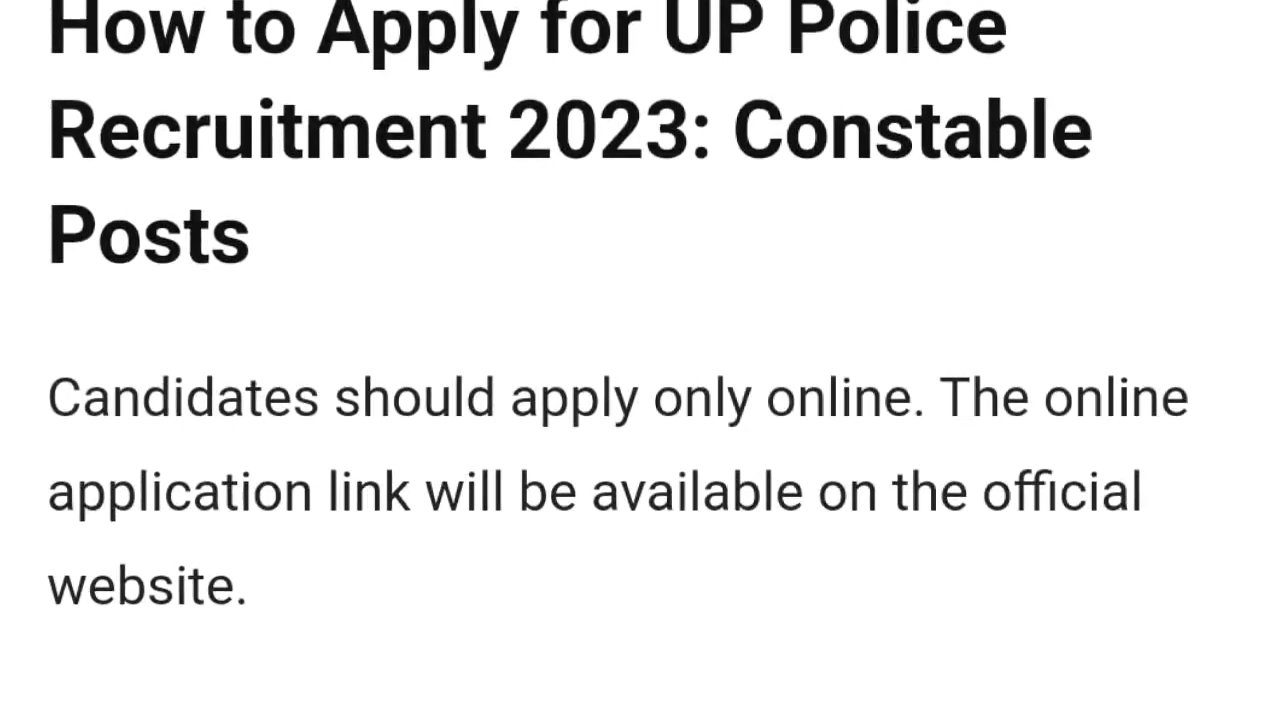 How to Apply for UP Police
Recruitment 2023: Constable
Posts
Candidates should apply only online. The online
application link will be available on the official
website.